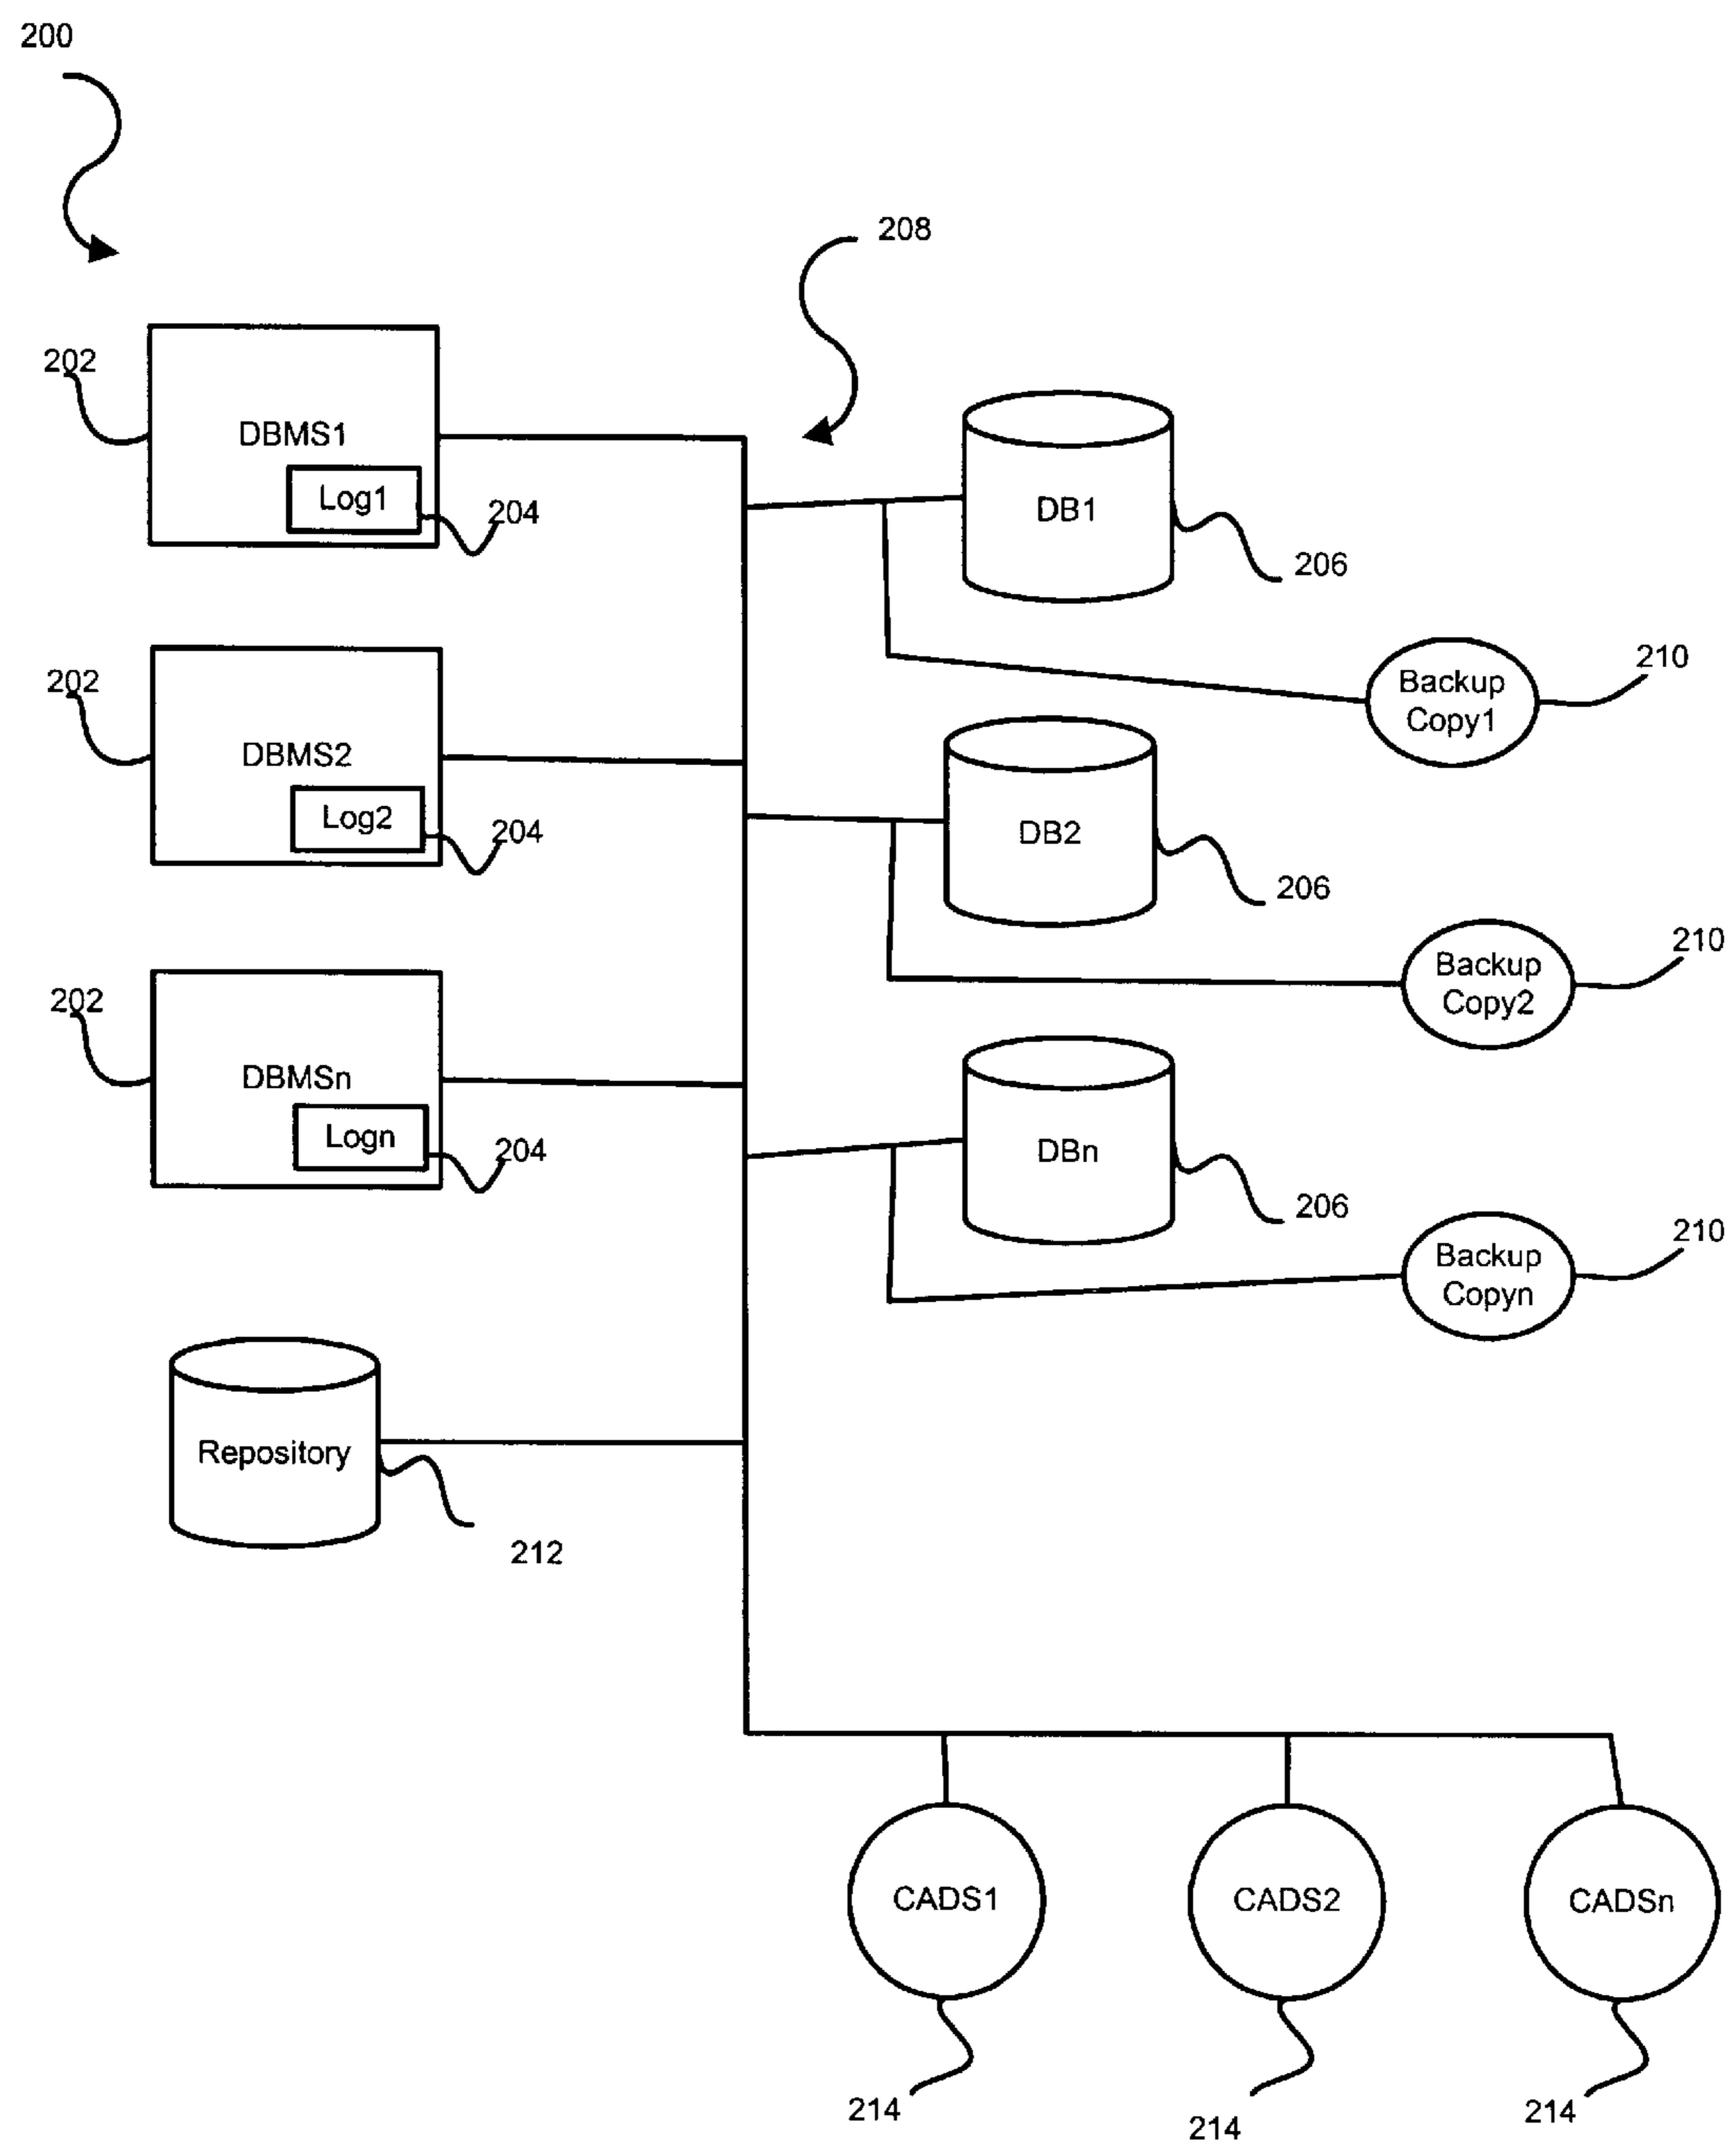 200
208
202
DBMS1
Log1
204
DB1
206
Backup
Copy1
210
202
DBMS2
Log2
204
DB2
206
Backup
Copy2
210
202
DBMSn
Logn
204
DBn
206
Backup
Copyn
210
Repository
212
CADS1
CADS2
CADSn
214
214
214